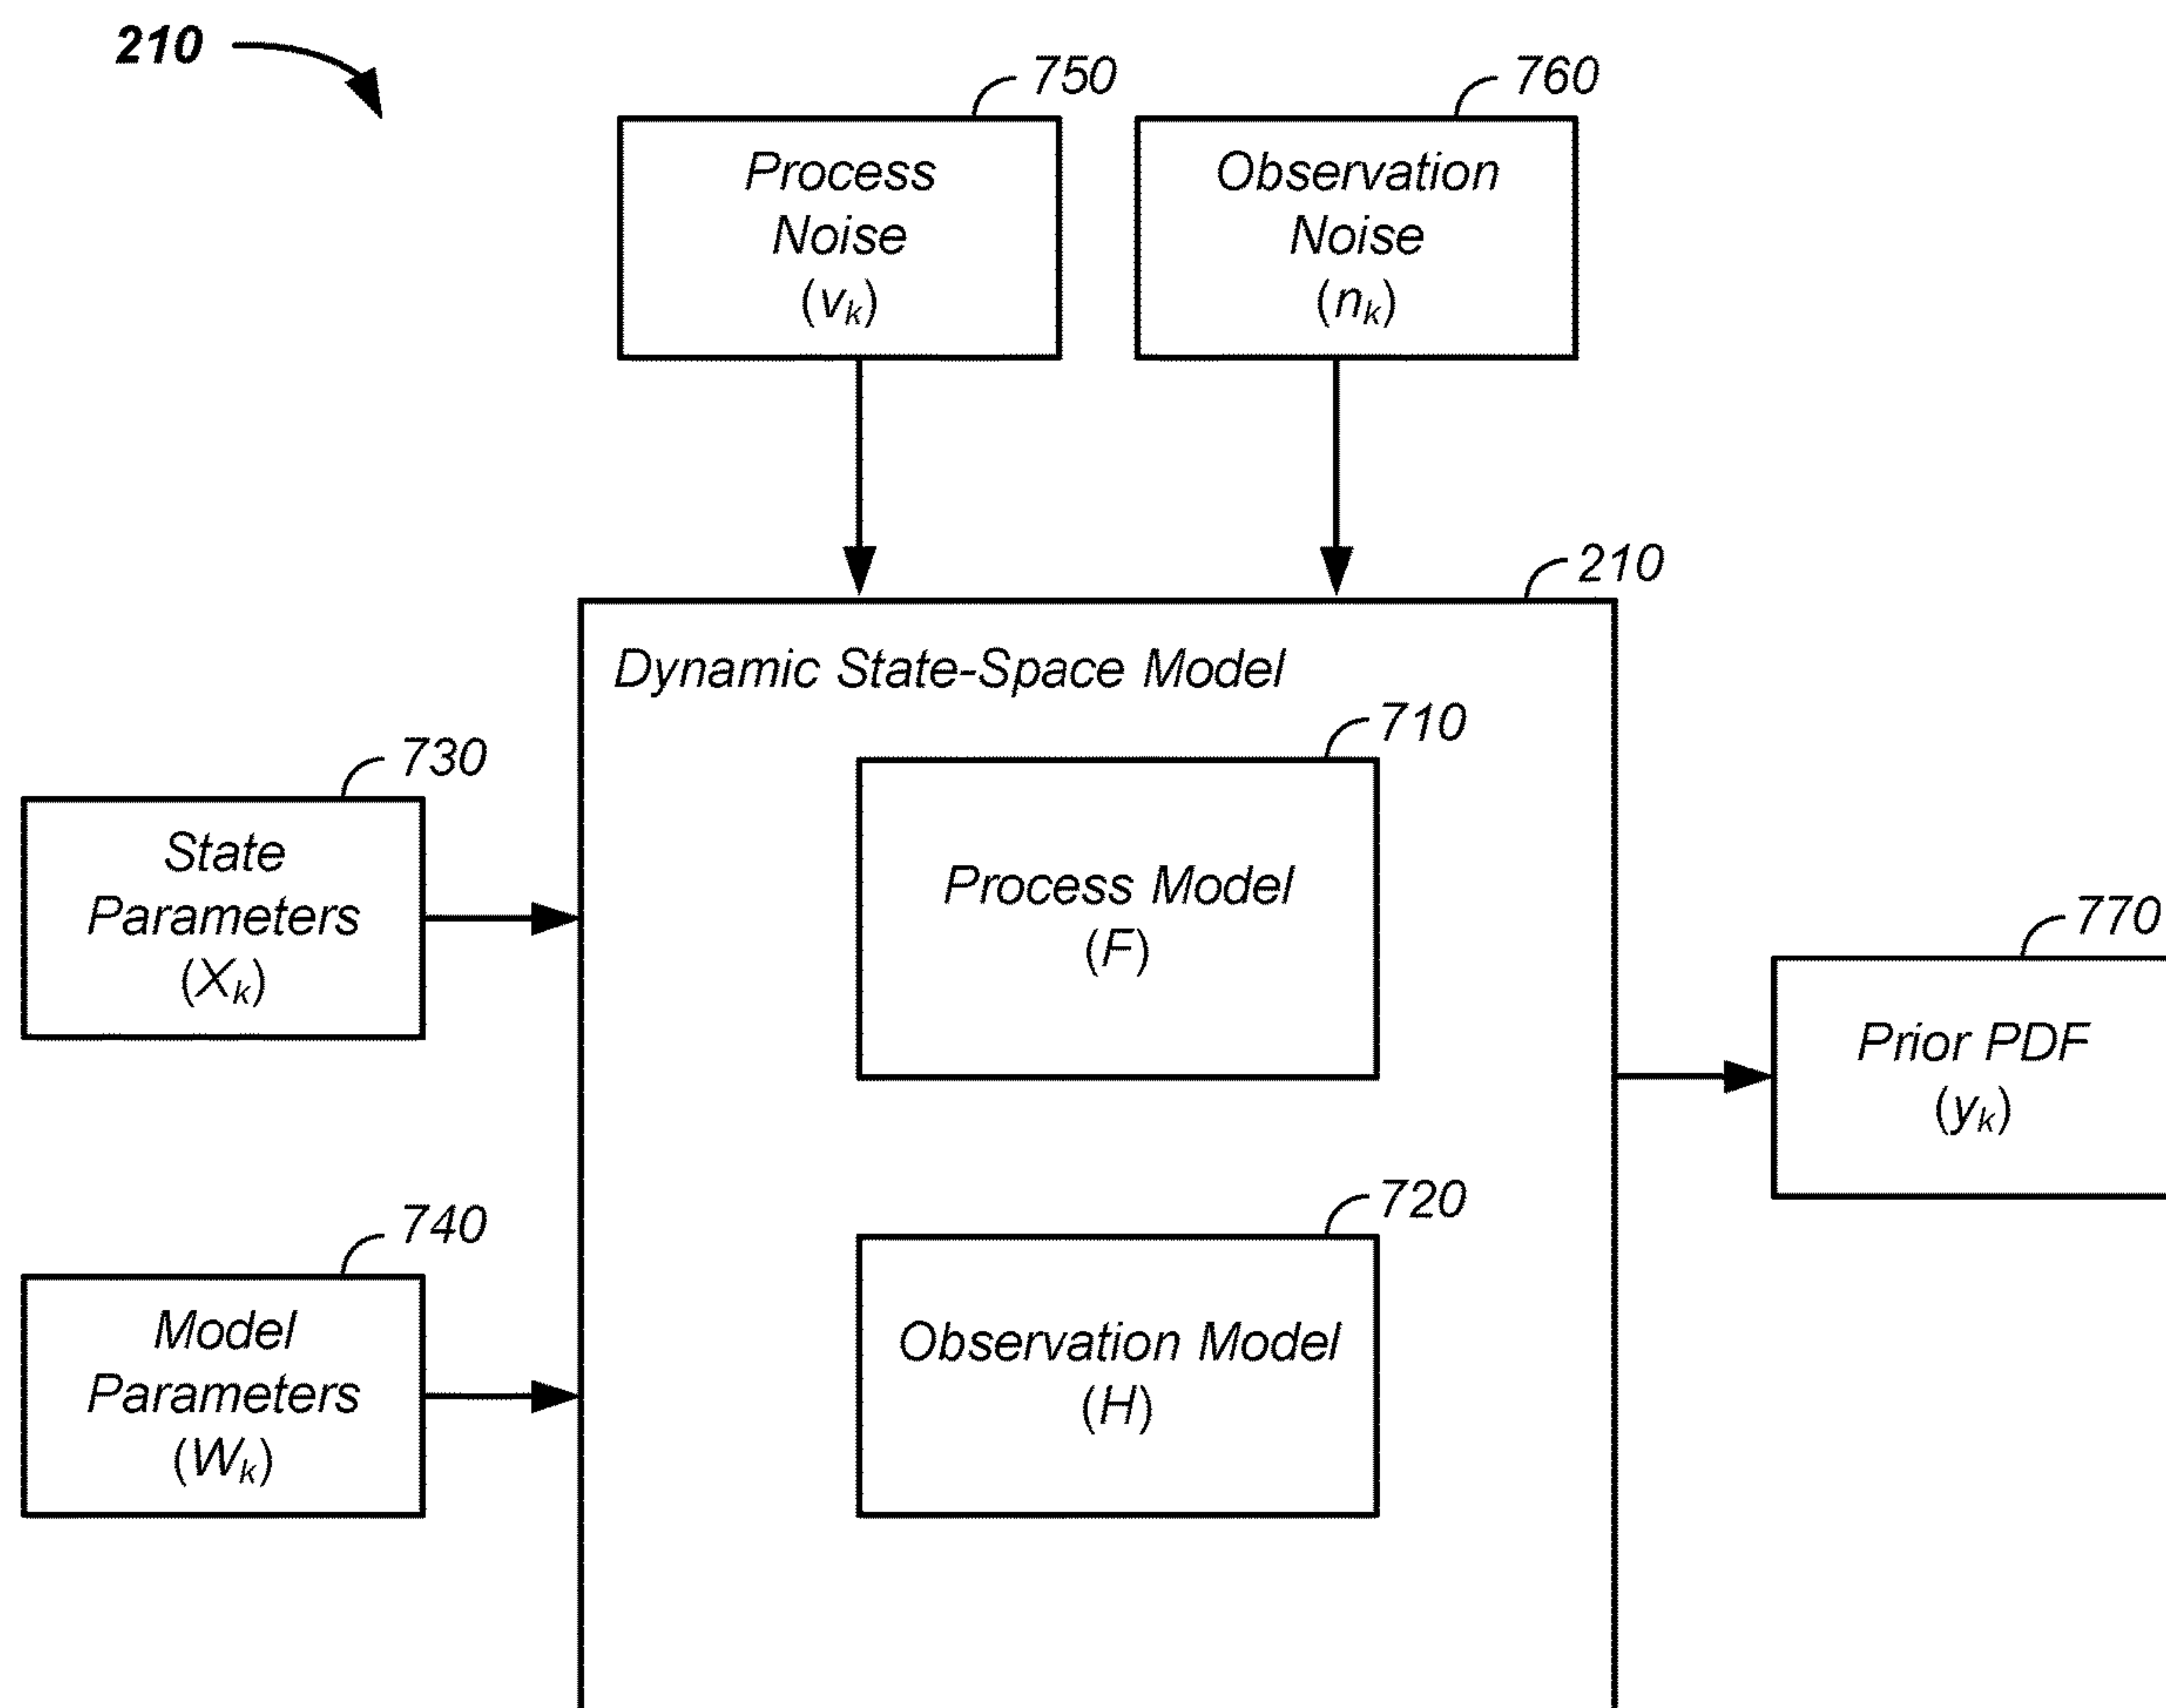 210
750
760
Process
Noise
(vk)
Observation
Noise
(nk)
210
Dynamic State-Space Model
710
730
State
Parameters
(Xk)
Process Model
(F)
770
Prior PDF
(yk)
720
740
Model
Parameters
(Wk)
Observation Model
(H)